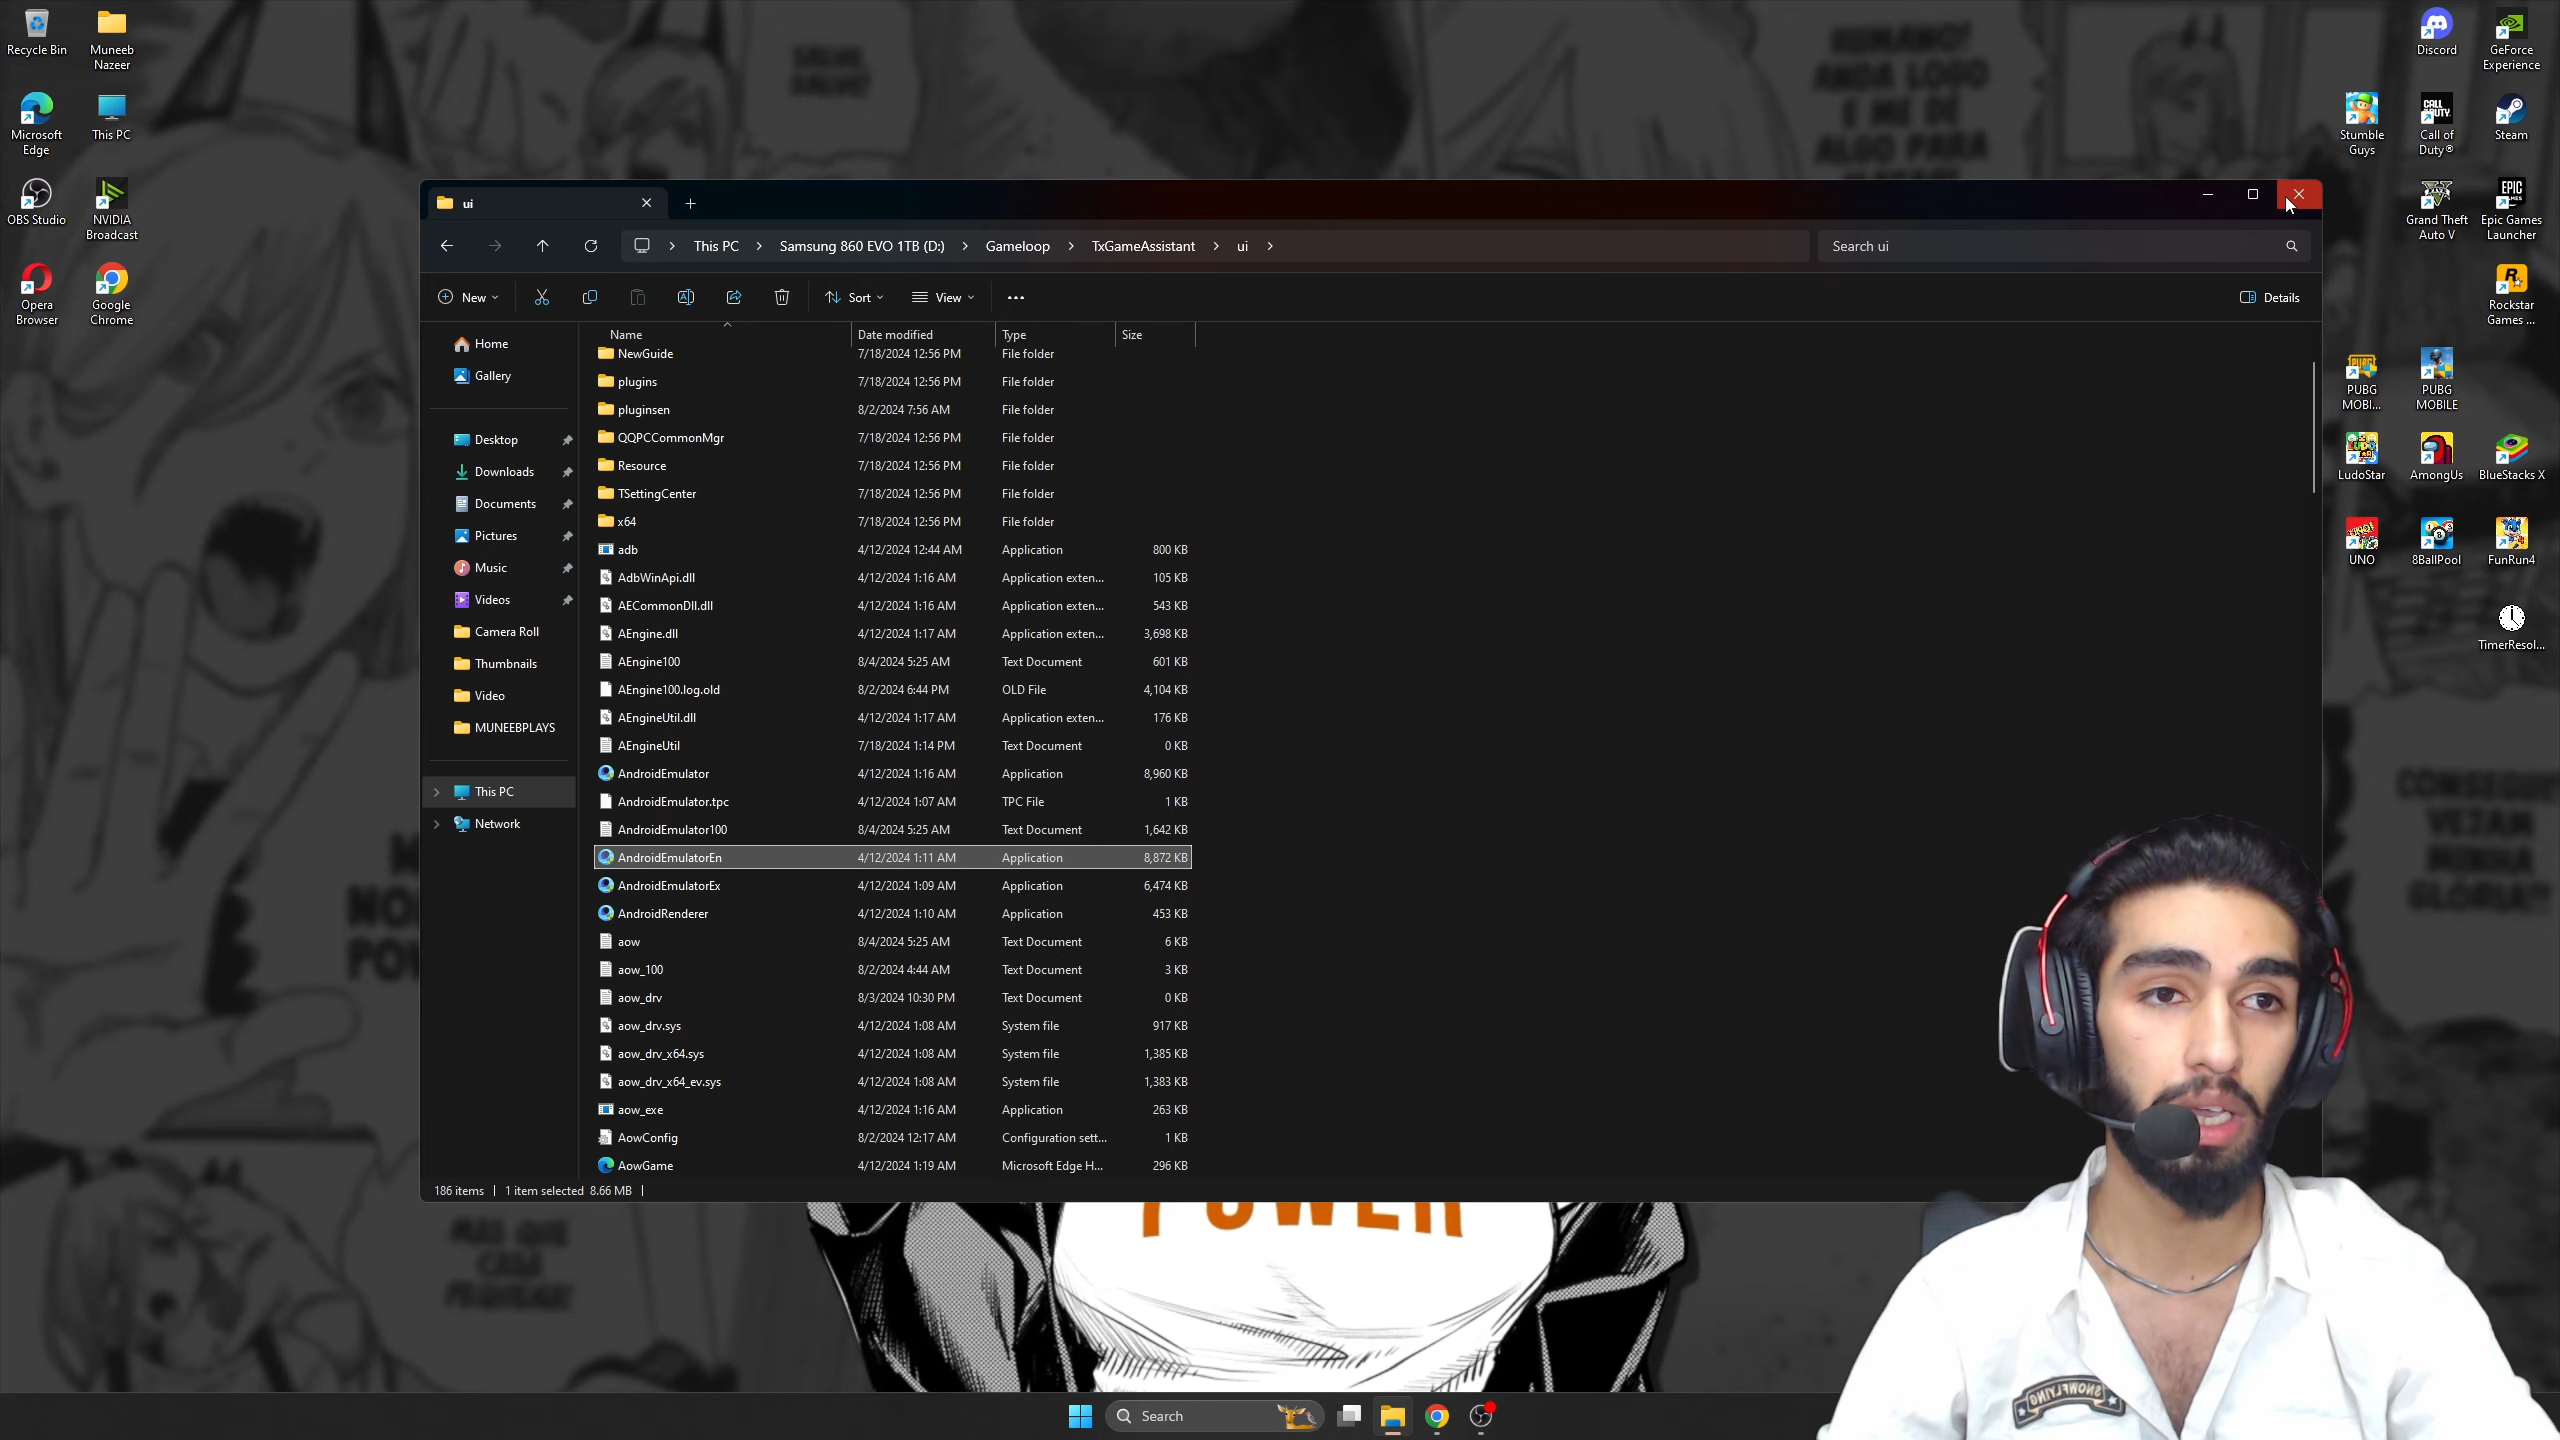 Recycle Bin
Muneeb
Nazeer
Microsoft
Edge
This PC
OBS Studio
NVIDIA
Broadcast
Opera
Browser
Google
Chrome
Discord
GeForce
Experience
Stumble
Guys
Call of
Duty®
Steam
Grand Theft
Auto V
Epic Games
Launcher
Rockstar
Games ...
PUBG
MOBI...
PUBG
MOBILE
LudoStar
AmongUs
BlueStacks X
UNO
8BallPool
FunRun4
TimerResol...
HUMANO!
ANDA LOGO
E ME DÊ
ALGO PARA
SALVE,
SALVE!
ui
This PC
Samsung 860 EVO 1TB (D:)
Gameloop
TxGameAssistant
ui
Search ui
New
Sort
View
Details
Home
Gallery
Desktop
Downloads
Documents
Pictures
Music
Videos
Camera Roll
Thumbnails
Video
MUNEEBPLAYS
This PC
Network
Name Date modified Type Size
NewGuide 7/18/2024 12:56 PM File folder
plugins 7/18/2024 12:56 PM File folder
pluginsen 8/2/2024 7:56 AM File folder
QQPCCommonMgr 7/18/2024 12:56 PM File folder
Resource 7/18/2024 12:56 PM File folder
TSettingCenter 7/18/2024 12:56 PM File folder
x64 7/18/2024 12:56 PM File folder
adb 4/12/2024 12:44 AM Application 800 KB
AdbWinApi.dll 4/12/2024 1:16 AM Application exten... 105 KB
AECommonDll.dll 4/12/2024 1:16 AM Application exten... 543 KB
AEngine.dll 4/12/2024 1:17 AM Application exten... 3,698 KB
AEngine100 8/4/2024 5:25 AM Text Document 601 KB
AEngine100.log.old 8/2/2024 6:44 PM OLD File 4,104 KB
AEngineUtil.dll 4/12/2024 1:17 AM Application exten... 176 KB
AEngineUtil 7/18/2024 1:14 PM Text Document 0 KB
AndroidEmulator 4/12/2024 1:16 AM Application 8,960 KB
AndroidEmulator.tpc 4/12/2024 1:07 AM TPC File 1 KB
AndroidEmulator100 8/4/2024 5:25 AM Text Document 1,642 KB
AndroidEmulatorEn 4/12/2024 1:11 AM Application 8,872 KB
AndroidEmulatorEx 4/12/2024 1:09 AM Application 6,474 KB
AndroidRenderer 4/12/2024 1:10 AM Application 453 KB
aow 8/4/2024 5:25 AM Text Document 6 KB
aow_100 8/2/2024 4:44 AM Text Document 3 KB
aow_drv 8/3/2024 10:30 PM Text Document 0 KB
aow_drv.sys 4/12/2024 1:08 AM System file 917 KB
aow_drv_x64.sys 4/12/2024 1:08 AM System file 1,385 KB
aow_drv_x64_ev.sys 4/12/2024 1:08 AM System file 1,383 KB
aow_exe 4/12/2024 1:16 AM Application 263 KB
AowConfig 8/2/2024 12:17 AM Configuration sett... 1 KB
AowGame 4/12/2024 1:19 AM Microsoft Edge H... 296 KB
186 items 1 item selected 8.66 MB
CONSEGUI!
VEJAM
MINHA
GLORIA!!
MAS QUE
CADA
POWER
SNOWFLYING
Search